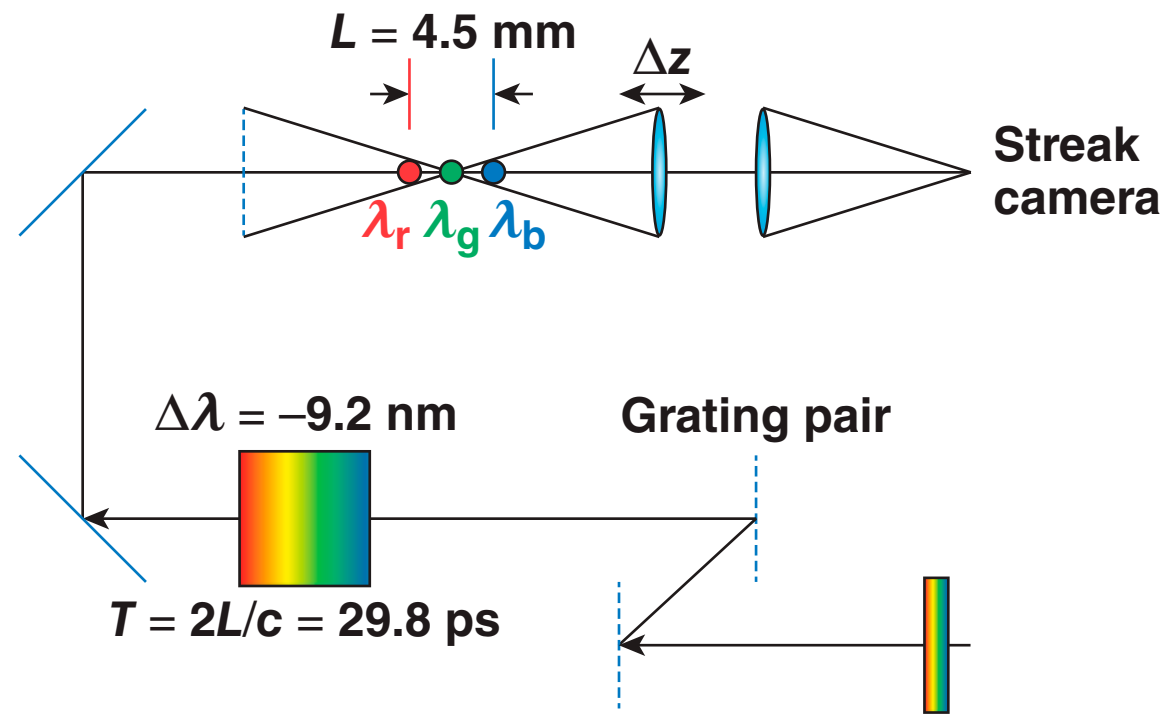 L = 4.5 mm
Δz
Streak
camera
λr λg λb
Δλ = –9.2 nm
Grating pair
T = 2L/c = 29.8 ps